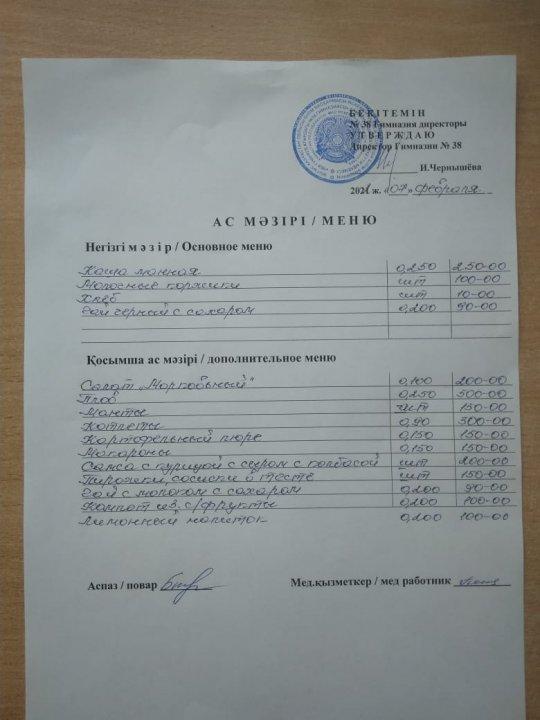 БЕКІТЕМІН
№ 38 Гимназия директоры
УТВЕРЖДАЮ
Директор Гимназии № 38
И.Чернышёва
2021 ж. «07» февраля
АС МӘЗІРІ / МЕНЮ
Негізгі мәзір / Основное меню
Каша манная 0,250 250-00
Молочные коржики шт 100-00
Хлеб шт 10-00
Чай черный с сахаром 0,200 90-00
Қосымша ас мәзірі / дополнительное меню
Салат "Морковный" 0,100 200-00
Плов 0,250 500-00
Манты шт 150-00
Котлеты 0,90 300-00
Картофельный пюре 0,150 150-00
Макароны 0,150 150-00
Самса с курицой с сыром с колбасой шт 200-00
Пирожки, сосиски в тесте шт 150-00
Чай с молоком с сахаром 0,200 90-00
Компот из с/фрукты 0,200 100-00
Лимонный напиток 0,200 100-00
Аспаз / повар
Мед.қызметкер / мед работник